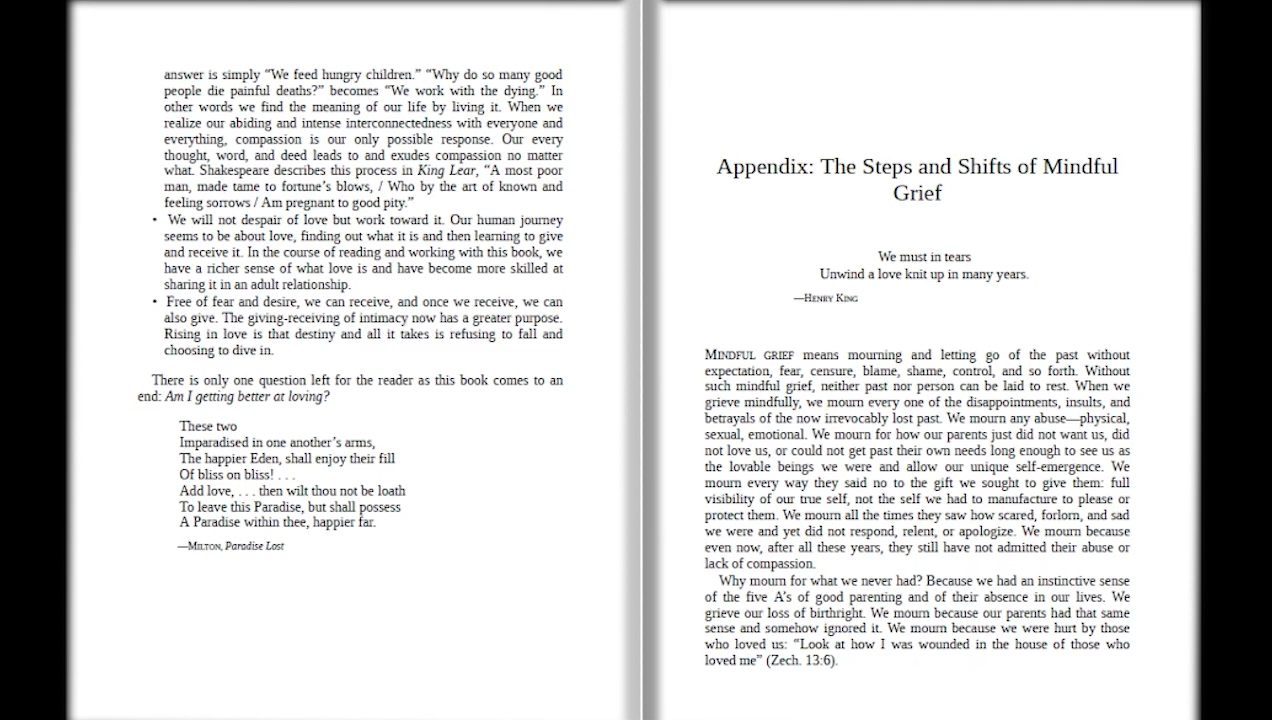 answer is simply “We feed hungry children.” “Why do so many good
people die painful deaths?” becomes “We work with the dying.” In
other words we find the meaning of our life by living it. When we
realize our abiding and intense interconnectedness with everyone and
everything, compassion is our only possible response. Our every
thought, word, and deed leads to and exudes compassion no matter
what. Shakespeare describes this process in King Lear, “A most poor
man, made tame to fortune’s blows, / Who by the art of known and
feeling sorrows / Am pregnant to good pity.”
• We will not despair of love but work toward it. Our human journey
seems to be about love, finding out what it is and then learning to give
and receive it. In the course of reading and working with this book, we
have a richer sense of what love is and have become more skilled at
sharing it in an adult relationship.
• Free of fear and desire, we can receive, and once we receive, we can
also give. The giving-receiving of intimacy now has a greater purpose.
Rising in love is that destiny and all it takes is refusing to fall and
choosing to dive in.
There is only one question left for the reader as this book comes to an
end: Am I getting better at loving?
These two
Imparadised in one another’s arms,
The happier Eden, shall enjoy their fill
Of bliss on bliss! . . .
Add love, . . . then wilt thou not be loath
To leave this Paradise, but shall possess
A Paradise within thee, happier far.
—MILTON, Paradise Lost
Appendix: The Steps and Shifts of Mindful
Grief
We must in tears
Unwind a love knit up in many years.
—HENRY KING
MINDFUL GRIEF means mourning and letting go of the past without
expectation, fear, censure, blame, shame, control, and so forth. Without
such mindful grief, neither past nor person can be laid to rest. When we
grieve mindfully, we mourn every one of the disappointments, insults, and
betrayals of the now irrevocably lost past. We mourn any abuse—physical,
sexual, emotional. We mourn for how our parents just did not want us, did
not love us, or could not get past their own needs long enough to see us as
the lovable beings we were and allow our unique self-emergence. We
mourn every way they said no to the gift we sought to give them: full
visibility of our true self, not the self we had to manufacture to please or
protect them. We mourn all the times they saw how scared, forlorn, and sad
we were and yet did not respond, relent, or apologize. We mourn because
even now, after all these years, they still have not admitted their abuse or
lack of compassion.
Why mourn for what we never had? Because we had an instinctive sense
of the five A’s of good parenting and of their absence in our lives. We
grieve our loss of birthright. We mourn because our parents had that same
sense and somehow ignored it. We mourn because we were hurt by those
who loved us: “Look at how I was wounded in the house of those who
loved me” (Zech. 13:6).